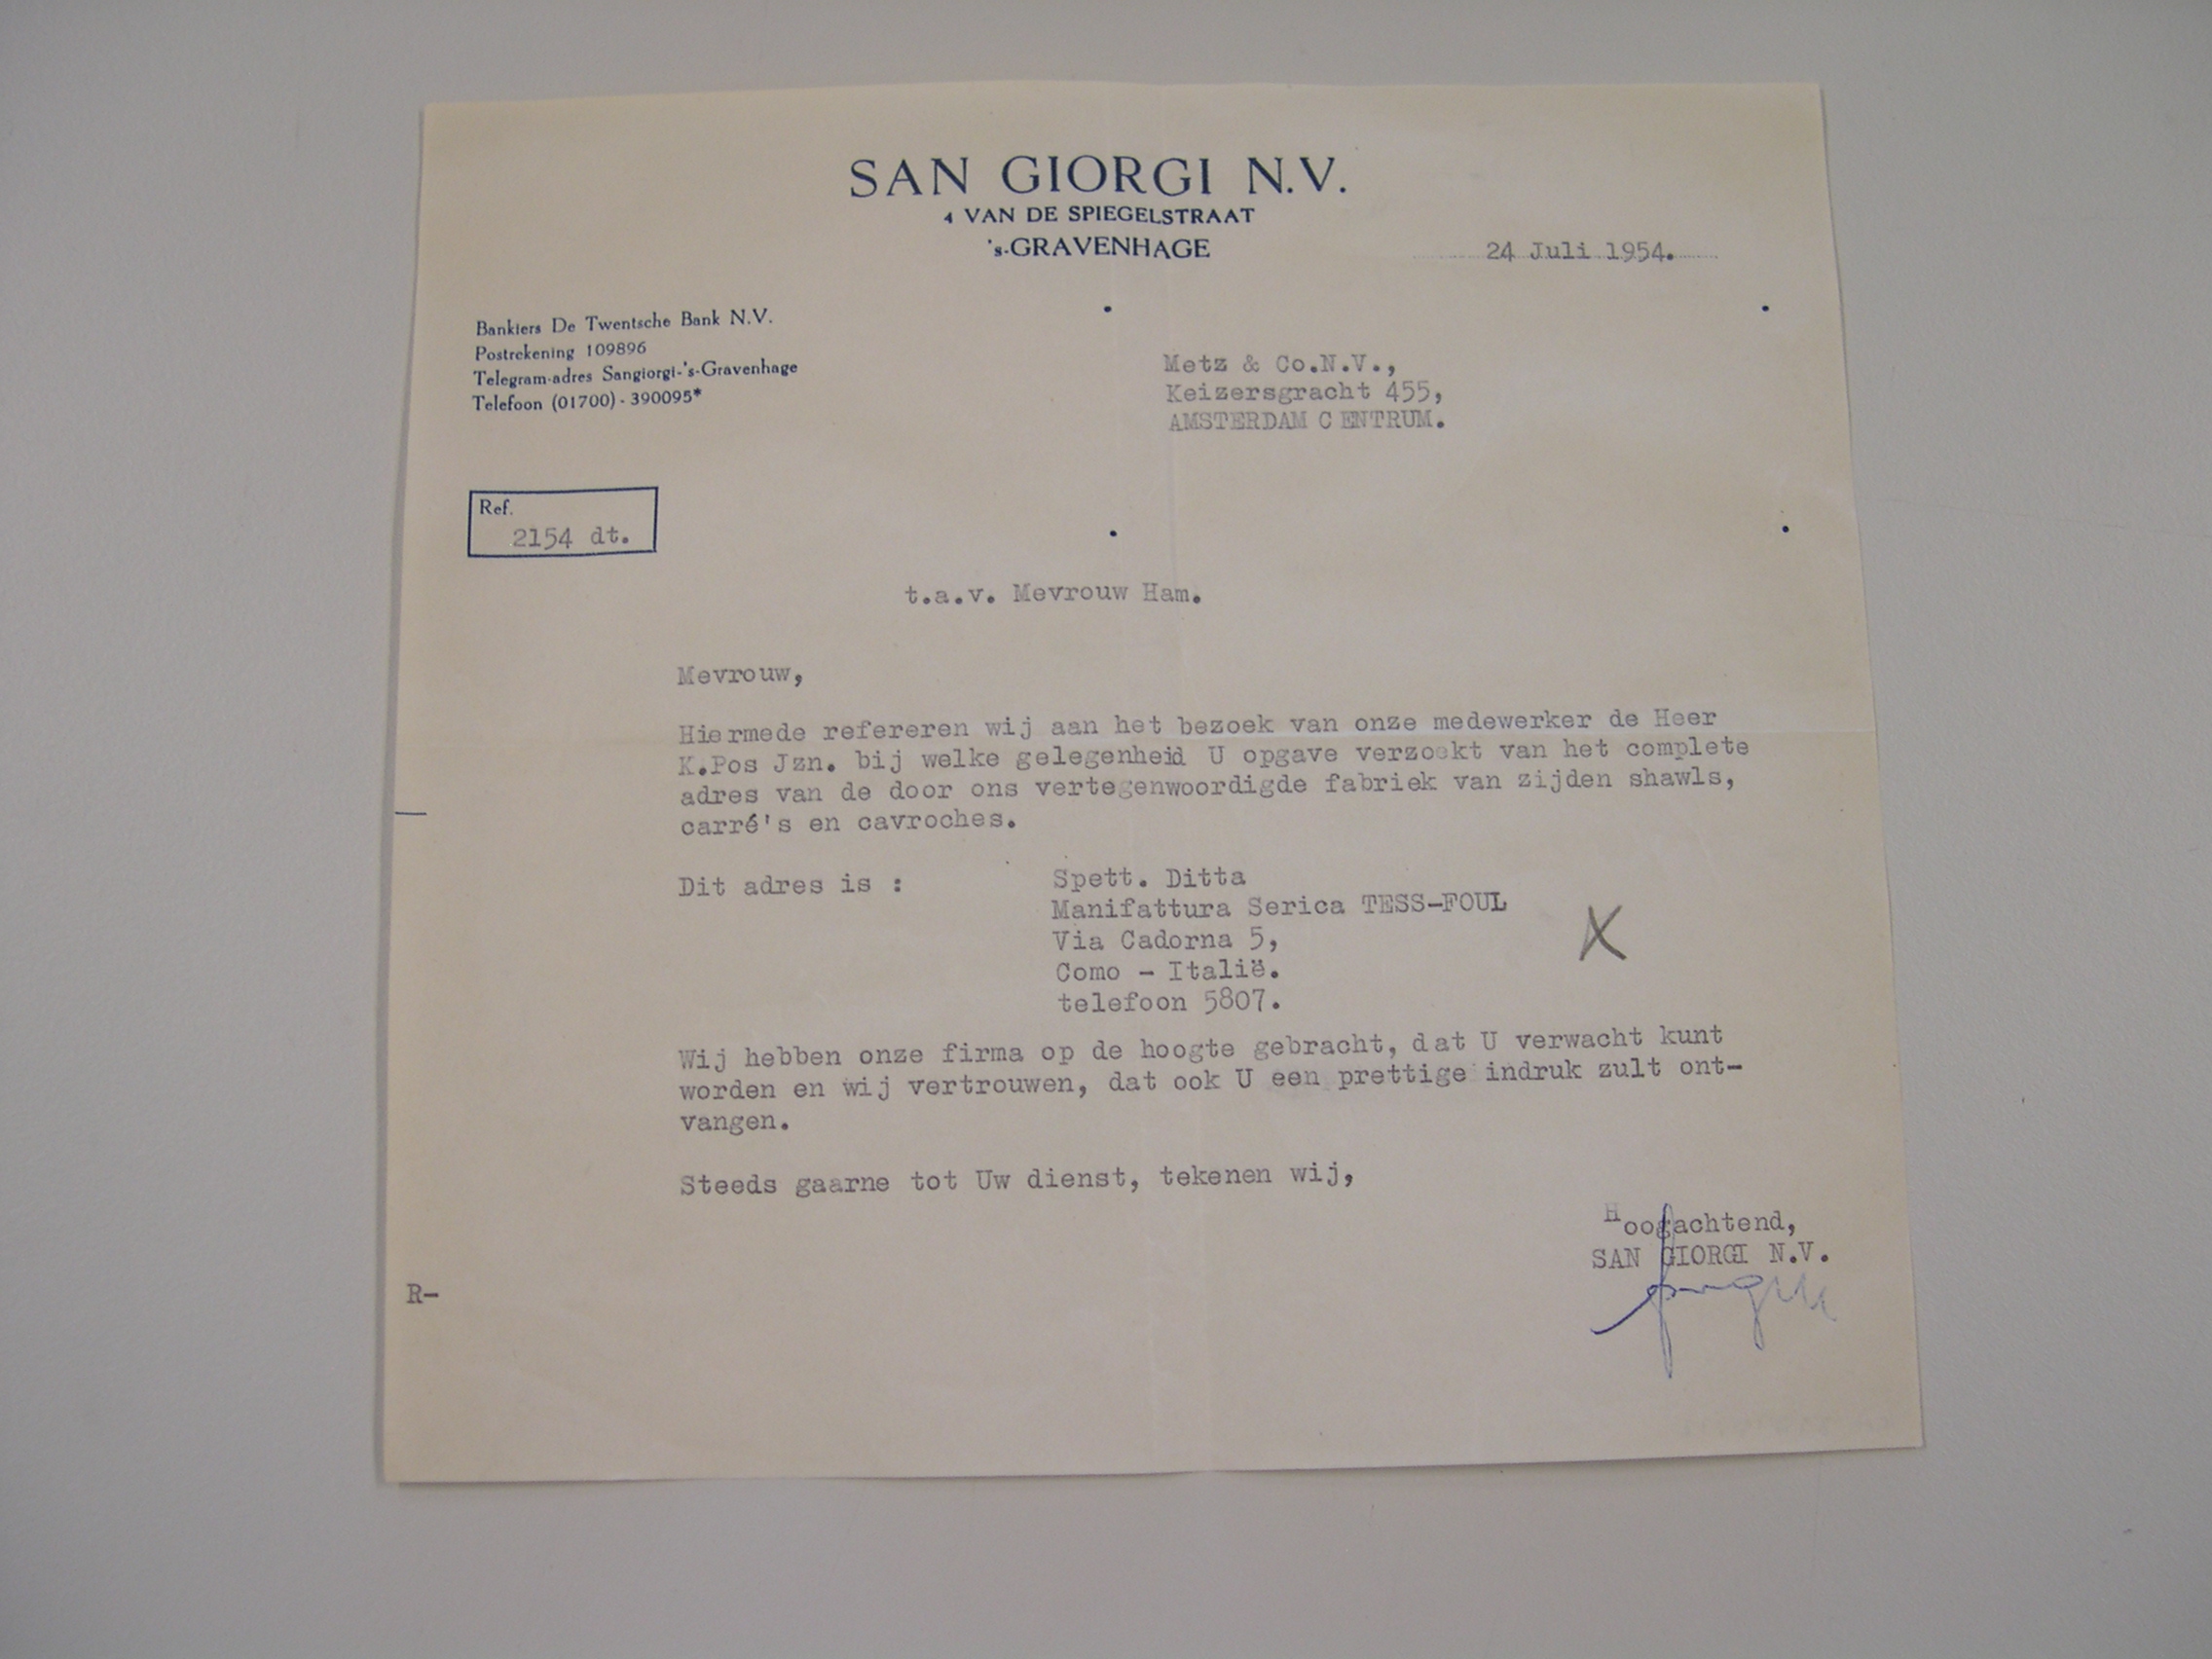 SAN GIORGI N.V.
4 VAN DE SPIEGELSTRAAT
's-GRAVENHAGE
24 Juli 1954.
Bankiers De Twentsche Bank N.V.
Postrekening 109896
Telegram-adres Sangiorgi-'s-Gravenhage
Telefoon (01700) - 390095*
Metz & Co.N.V.,
Keizersgracht 455,
AMSTERDAM C ENTRUM.
Ref.
2154 dt.
t.a.v. Mevrouw Ham.
Mevrouw,
Hiermede refereren wij aan het bezoek van onze medewerker de Heer
K.Pos Jzn. bij welke gelegenheid U opgave verzoekt van het complete
adres van de door ons vertegenwoordigde fabriek van zijden shawls,
carré's en cavroches.
Dit adres is :
Spett. Ditta
Manifattura Serica TESS-FOUL
Via Cadorna 5,
Como - Italië.
telefoon 5807.
X
Wij hebben onze firma op de hoogte gebracht, dat U verwacht kunt
worden en wij vertrouwen, dat ook U een prettige indruk zult ont-
vangen.
Steeds gaarne tot Uw dienst, tekenen wij,
Hoogachtend,
SAN GIORGI N.V.
R-